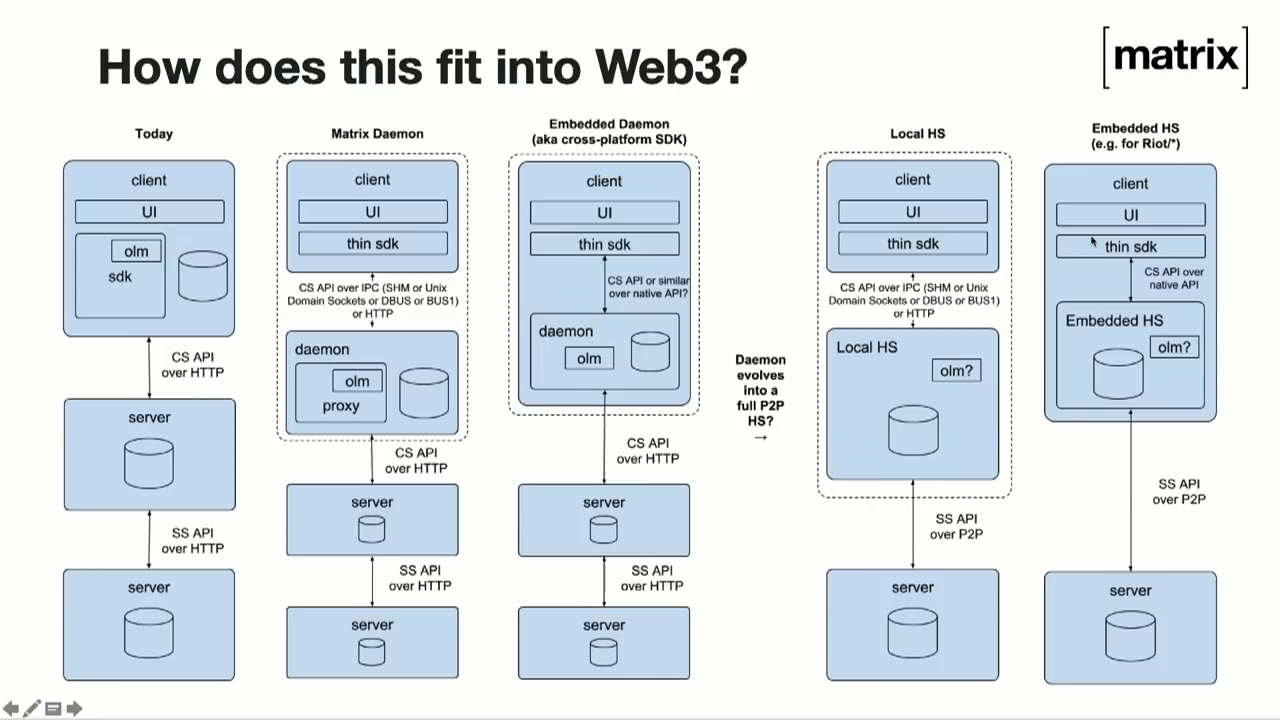 How does this fit into Web3?
[matrix]
Today
client
UI
olm
sdk
CS API
over HTTP
server
SS API
over HTTP
server
Matrix Daemon
client
UI
thin sdk
CS API over IPC (SHM or Unix
Domain Sockets or DBUS or BUS1)
or HTTP
daemon
olm
proxy
CS API
over HTTP
server
SS API
over HTTP
server
Embedded Daemon
(aka cross-platform SDK)
client
UI
thin sdk
CS API or similar
over native API?
daemon
olm
CS API
over HTTP
server
SS API
over HTTP
server
Daemon
evolves
into a
full P2P
HS?
→
Local HS
client
UI
thin sdk
CS API over IPC (SHM or Unix
Domain Sockets or DBUS or BUS1)
or HTTP
Local HS
olm?
SS API
over P2P
server
Embedded HS
(e.g. for Riot/*)
client
UI
thin sdk
CS API over
native API
Embedded HS
olm?
SS API
over P2P
server